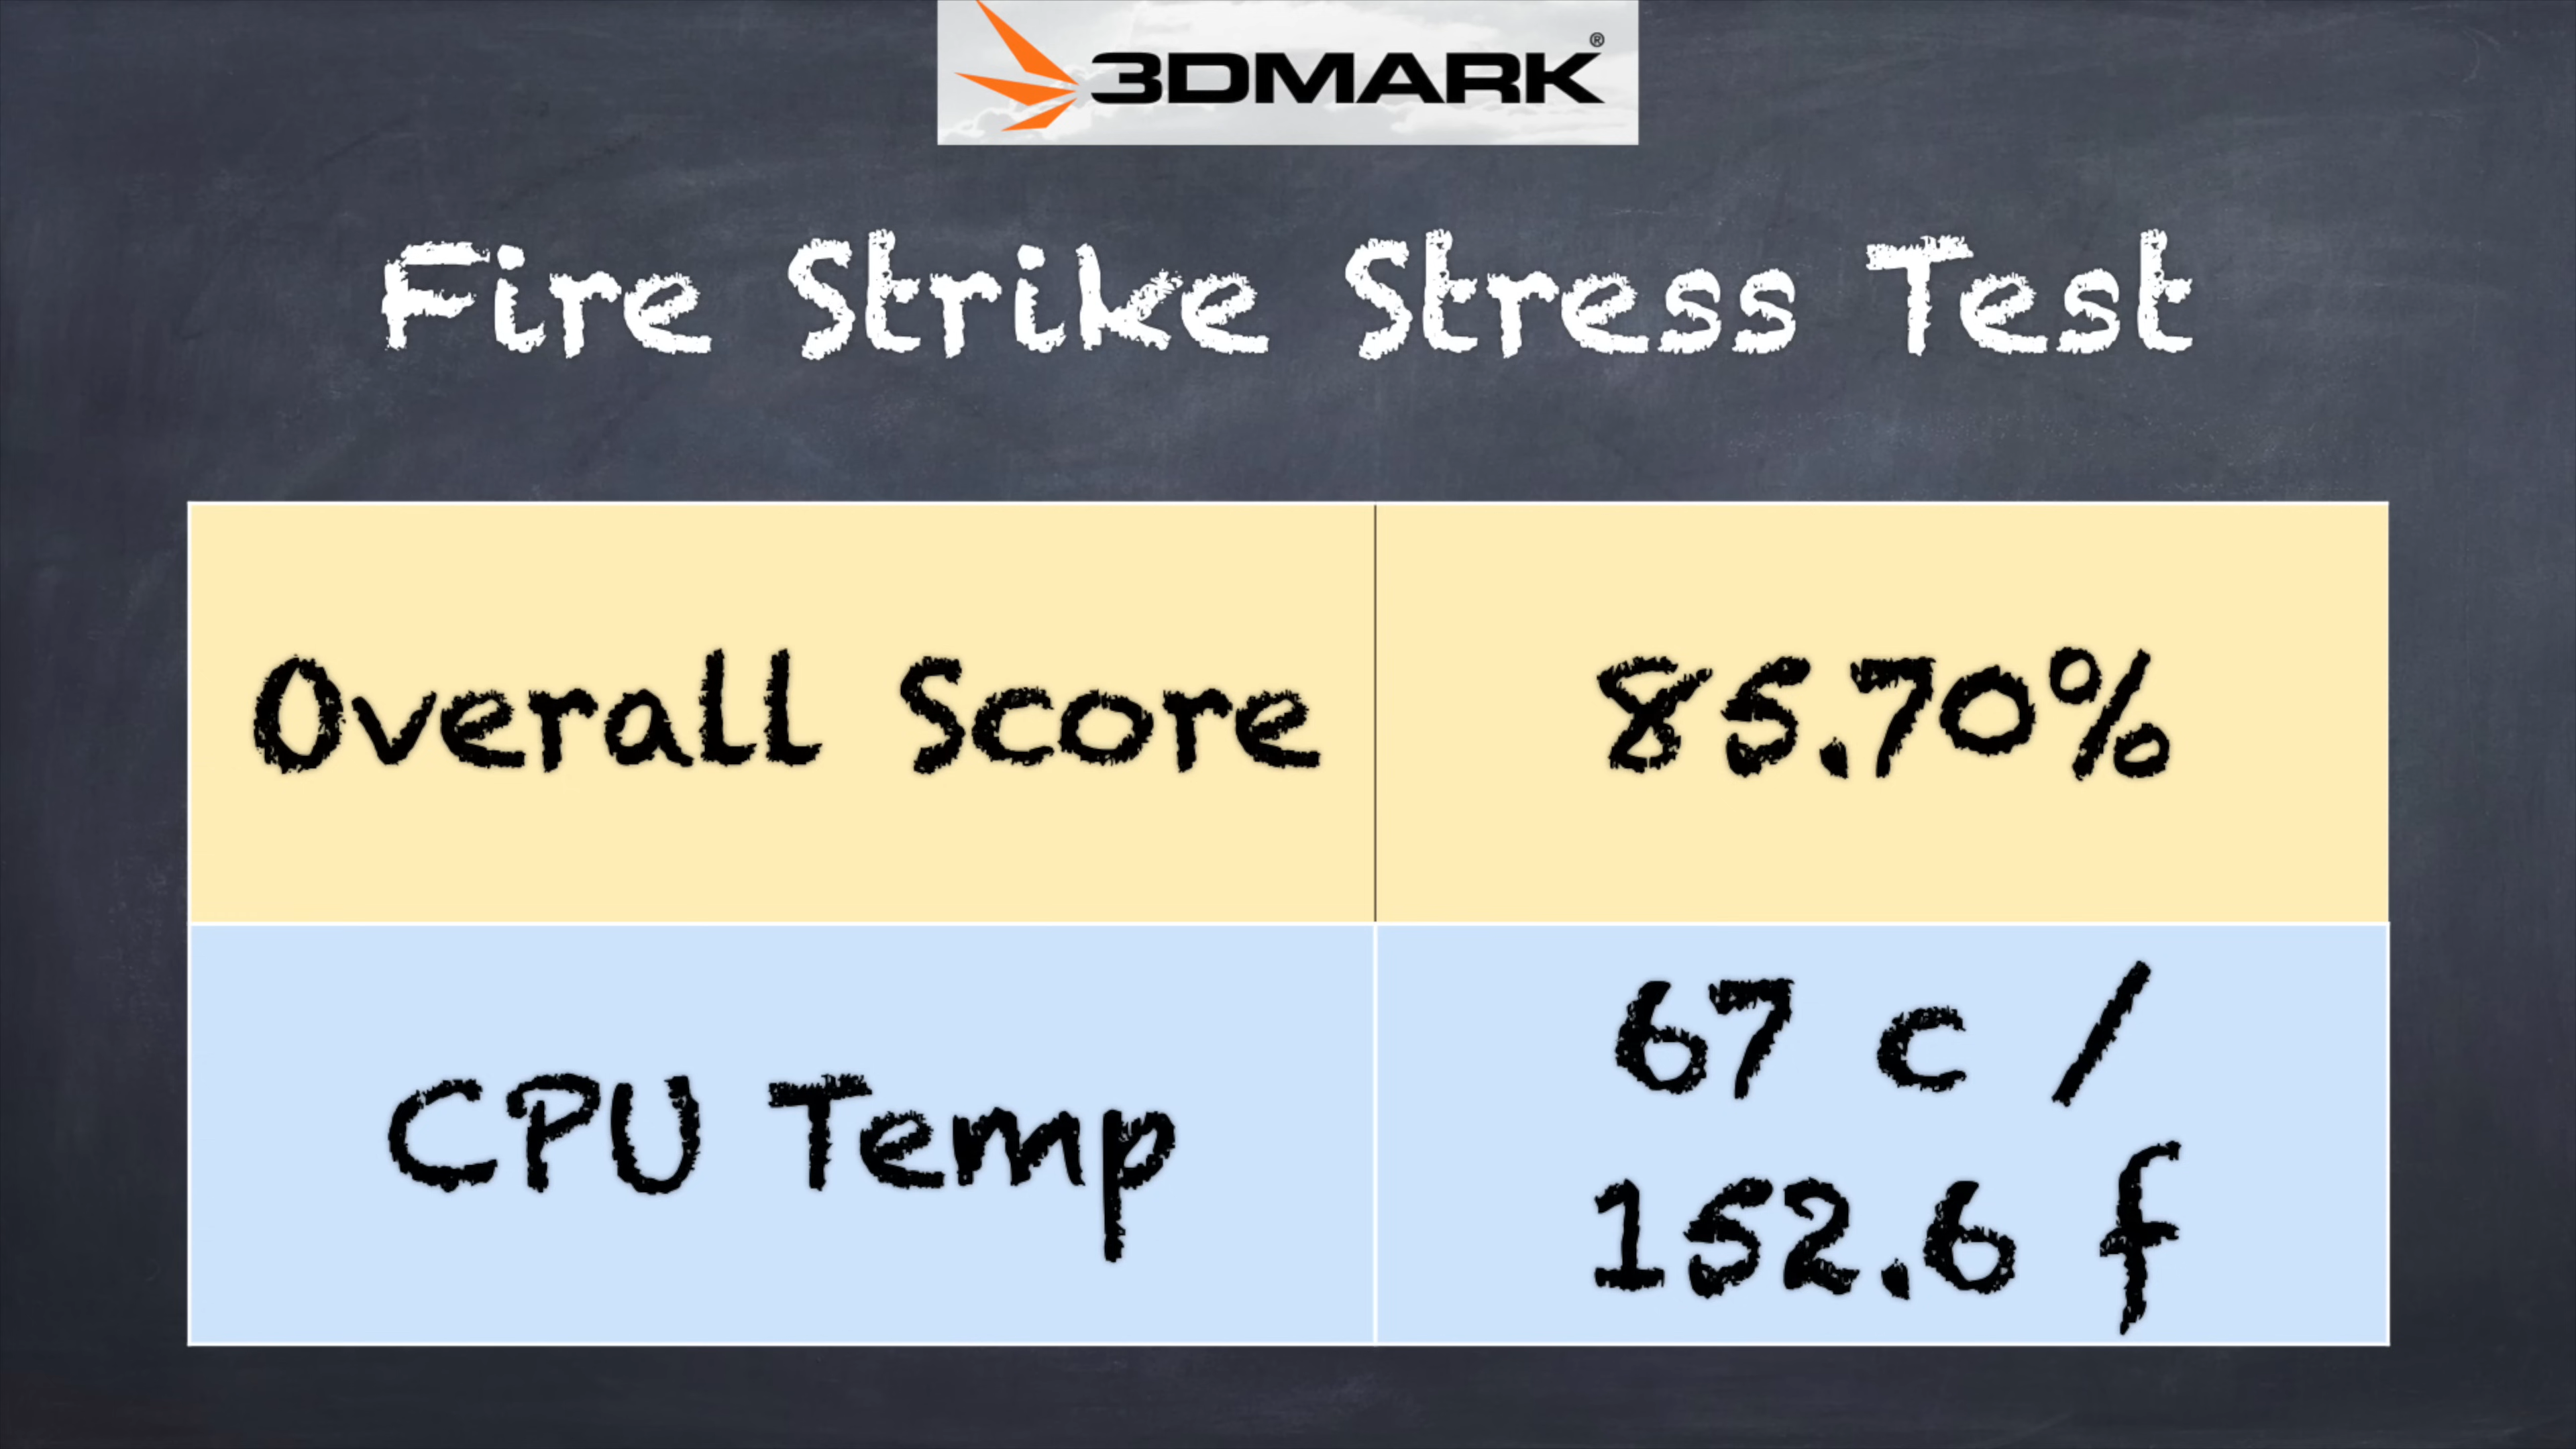 3DMARK®
Fire Strike Stress Test
Overall Score
85.70%
CPU Temp
67 c /
152.6 f